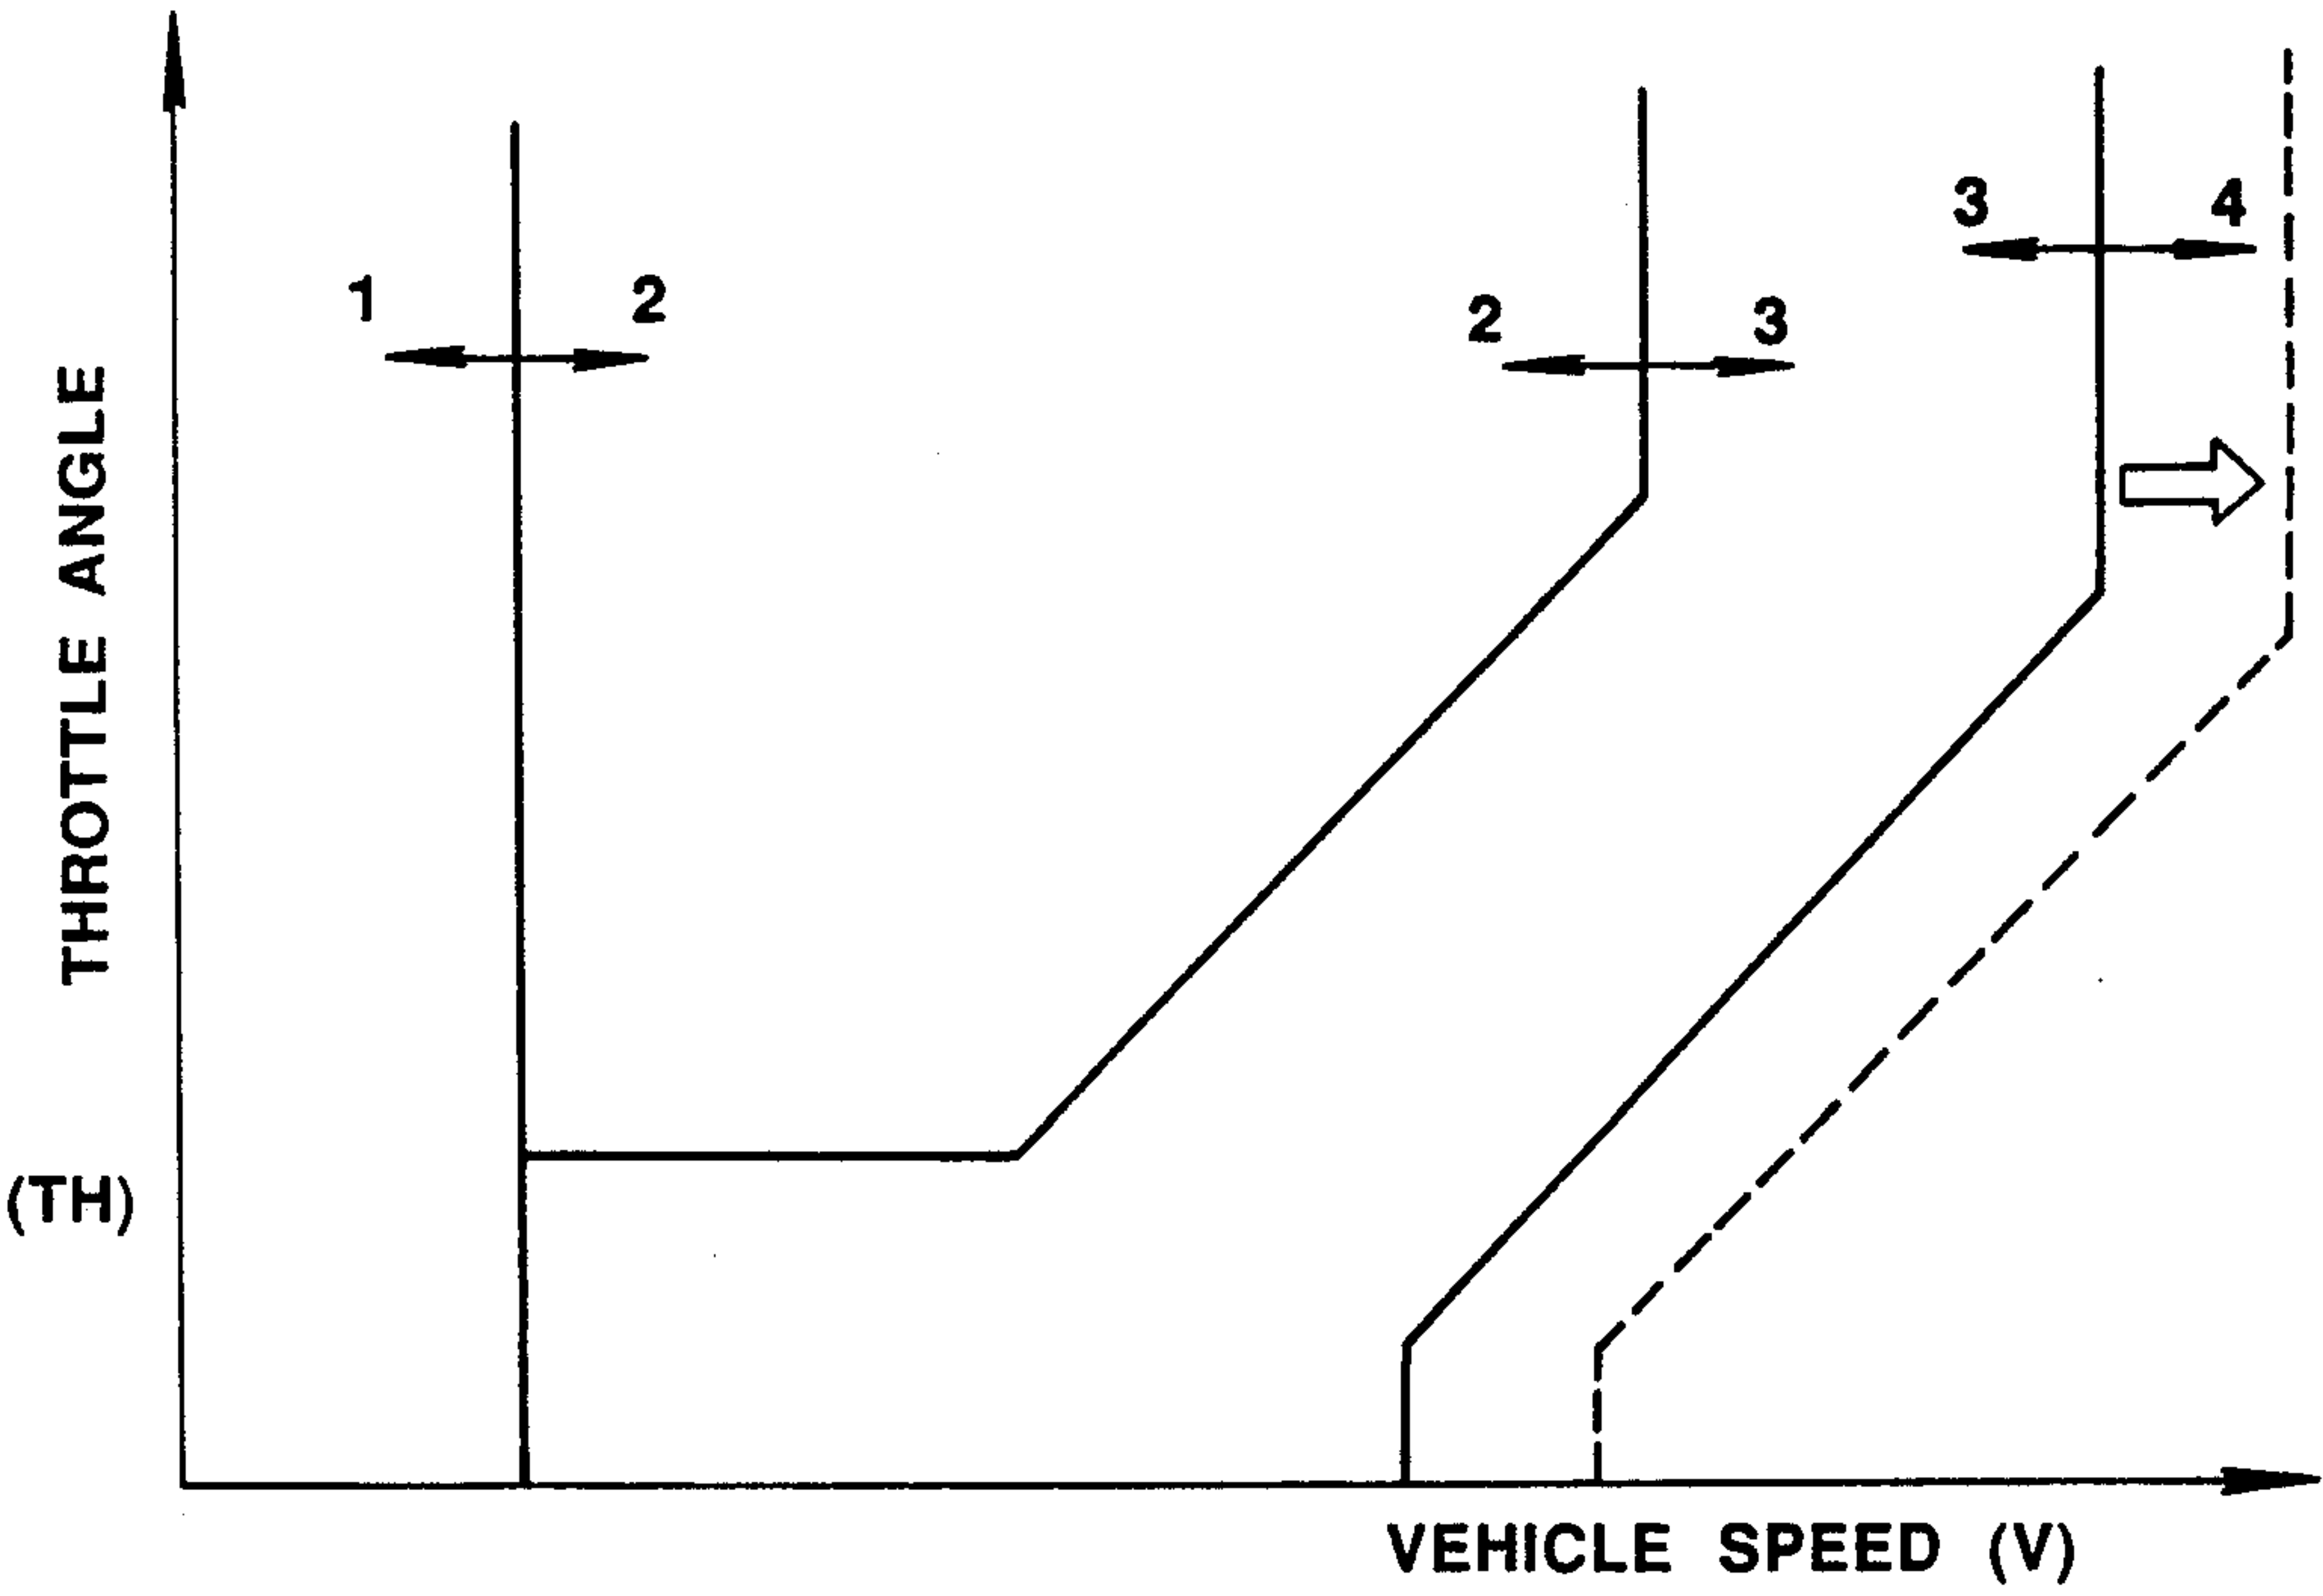 3 4
1 2
2 3
THROTTLE ANGLE
(TH)
VEHICLE SPEED (V)